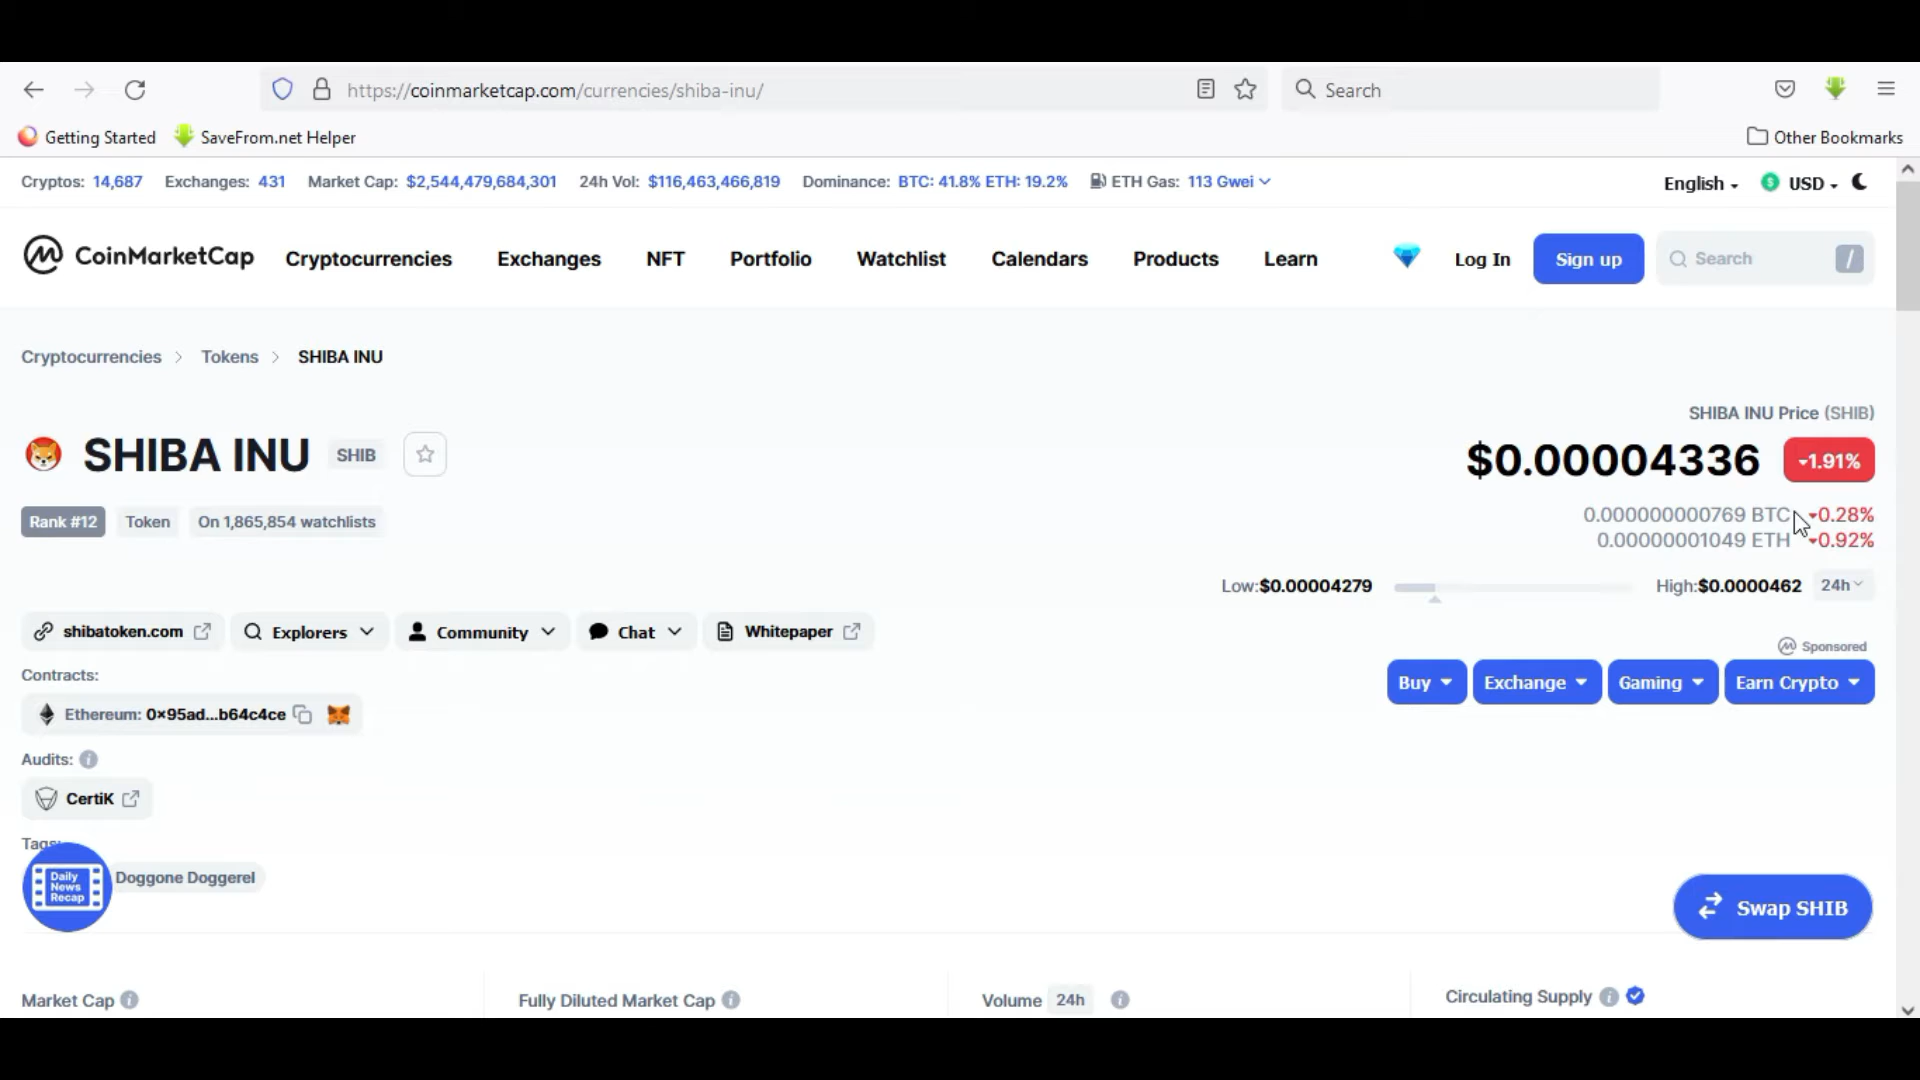 https://coinmarketcap.com/currencies/shiba-inu/
Search
Getting Started
SaveFrom.net Helper
Other Bookmarks
Cryptos: 14,687 Exchanges: 431 Market Cap: $2,544,479,684,301 24h Vol: $116,463,466,819 Dominance: BTC: 41.8% ETH: 19.2% ETH Gas: 113 Gwei
English USD
CoinMarketCap
Cryptocurrencies Exchanges NFT Portfolio Watchlist Calendars Products Learn
Log In Sign up Search /
Cryptocurrencies > Tokens > SHIBA INU
SHIBA INU Price (SHIB)
SHIBA INU SHIB
$0.00004336 1.91%
Rank #12 Token On 1,865,854 watchlists
0.000000000769 BTC 0.28%
0.00000001049 ETH 0.92%
Low:$0.00004279 High:$0.0000462 24h
shibatoken.com Explorers Community Chat Whitepaper
Sponsored
Contracts:
Buy Exchange Gaming Earn Crypto
Ethereum: 0x95ad...b64c4ce
Audits:
CertiK
Tags:
Daily
News
Recap
Doggone Doggerel
Swap SHIB
Market Cap Fully Diluted Market Cap Volume 24h Circulating Supply